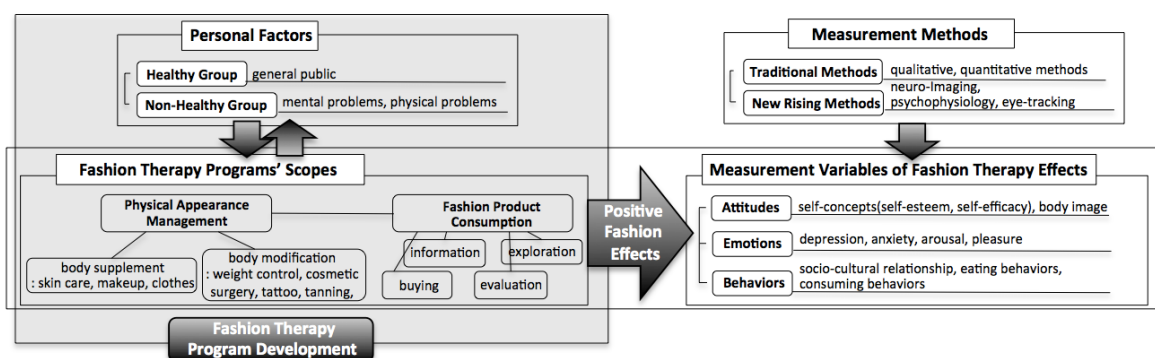 Personal Factors
Healthy Group general public
Non-Healthy Group mental problems, physical problems
Measurement Methods
Traditional Methods qualitative, quantitative methods
New Rising Methods neuro-Imaging,
psychophysiology, eye-tracking
Fashion Therapy Programs' Scopes
Physical Appearance
Management
Fashion Product
Consumption
body supplement
: skin care, makeup, clothes
body modification
: weight control, cosmetic
surgery, tattoo, tanning,
information
exploration
buying
evaluation
Positive
Fashion
Effects
Measurement Variables of Fashion Therapy Effects
Attitudes self-concepts(self-esteem, self-efficacy), body image
Emotions depression, anxiety, arousal, pleasure
Behaviors socio-cultural relationship, eating behaviors,
consuming behaviors
Fashion Therapy
Program Development